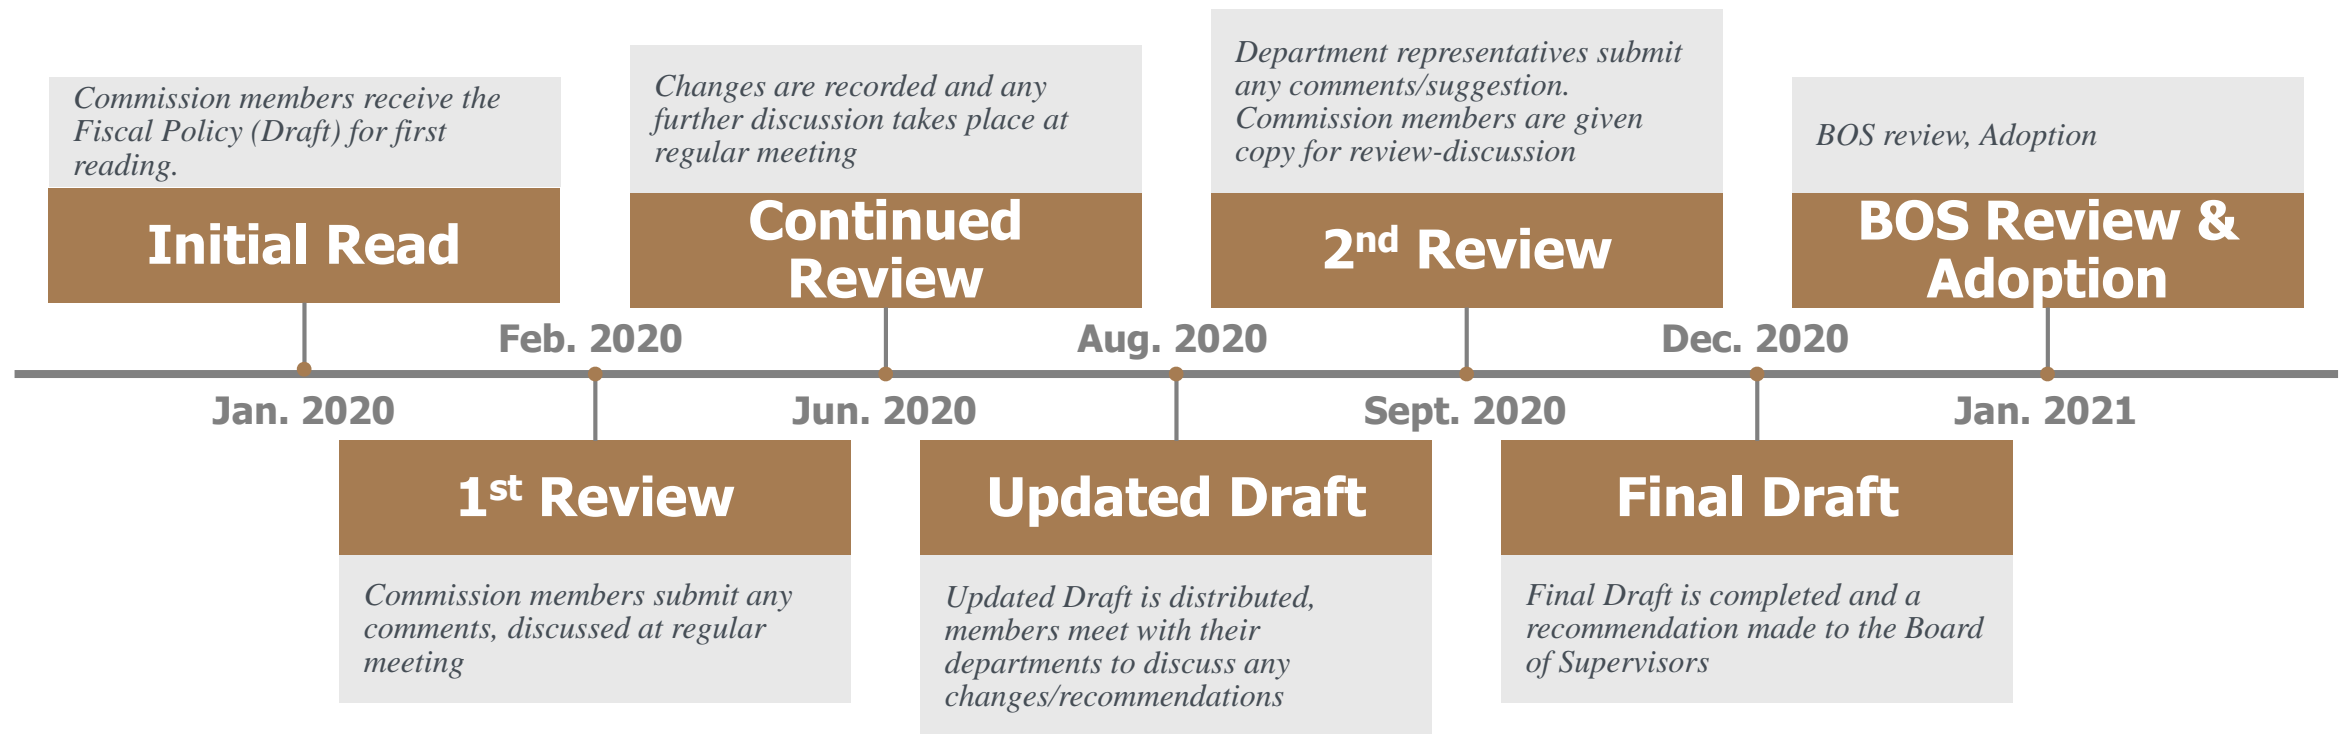 Commission members receive the
Fiscal Policy (Draft) for first
reading.
Initial Read
Jan. 2020
Feb. 2020
1st Review
Commission members submit any
comments, discussed at regular
meeting
Changes are recorded and any
further discussion takes place at
regular meeting
Continued
Review
Jun. 2020
Aug. 2020
Updated Draft
Updated Draft is distributed,
members meet with their
departments to discuss any
changes/recommendations
Department representatives submit
any comments/suggestion.
Commission members are given
copy for review-discussion
2nd Review
Sept. 2020
Dec. 2020
Final Draft
Final Draft is completed and a
recommendation made to the Board
of Supervisors
BOS review, Adoption
BOS Review &
Adoption
Jan. 2021